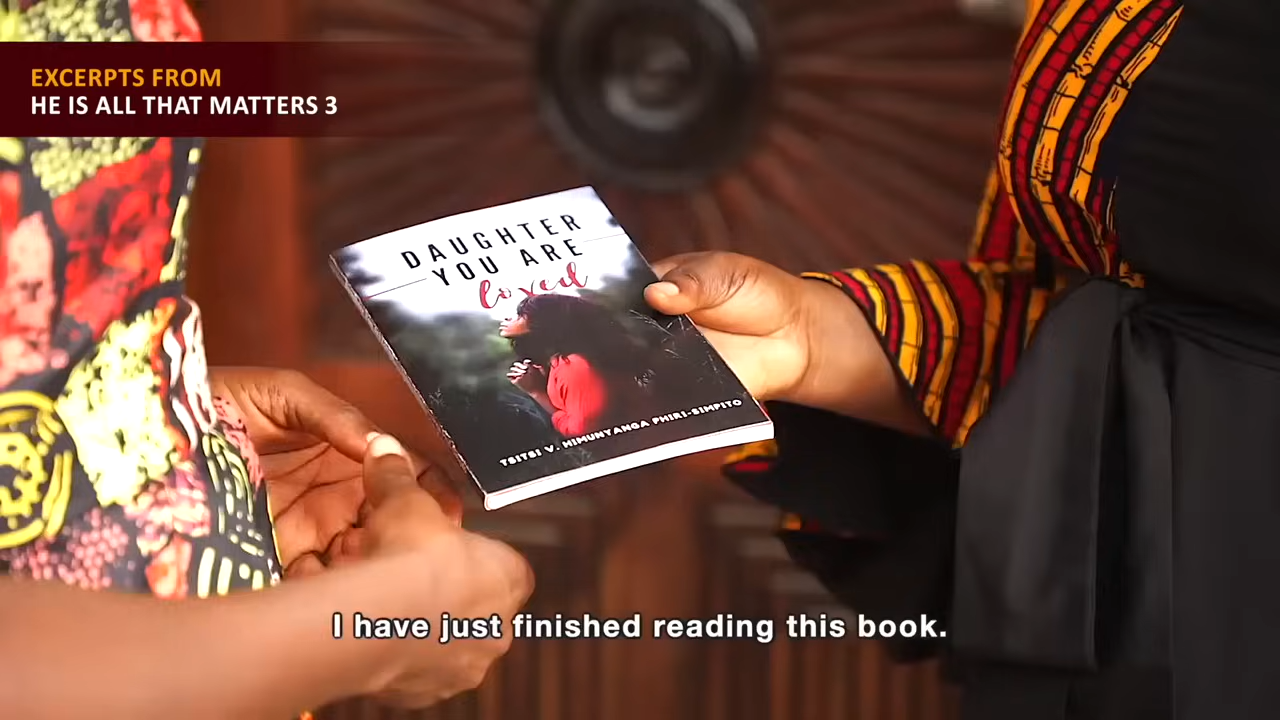 EXCERPTS FROM
HE IS ALL THAT MATTERS 3
DAUGHTER
YOU ARE
loved
TSITSI V. HIMUNYANGA PHIRI-SIMPITO
I have just finished reading this book.